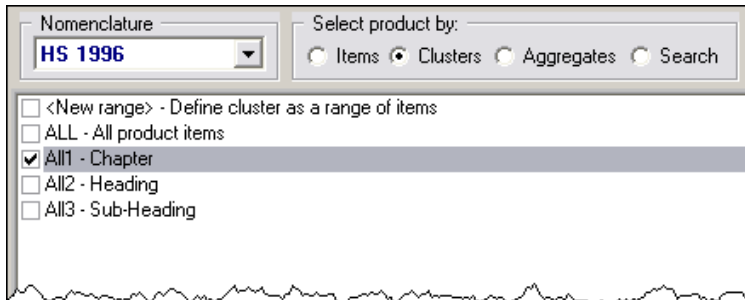 Nomenclature
HS 1996
Select product by:
Items Clusters Aggregates Search
<New range> - Define cluster as a range of items
ALL - All product items
All1 - Chapter
All2 - Heading
All3 - Sub-Heading